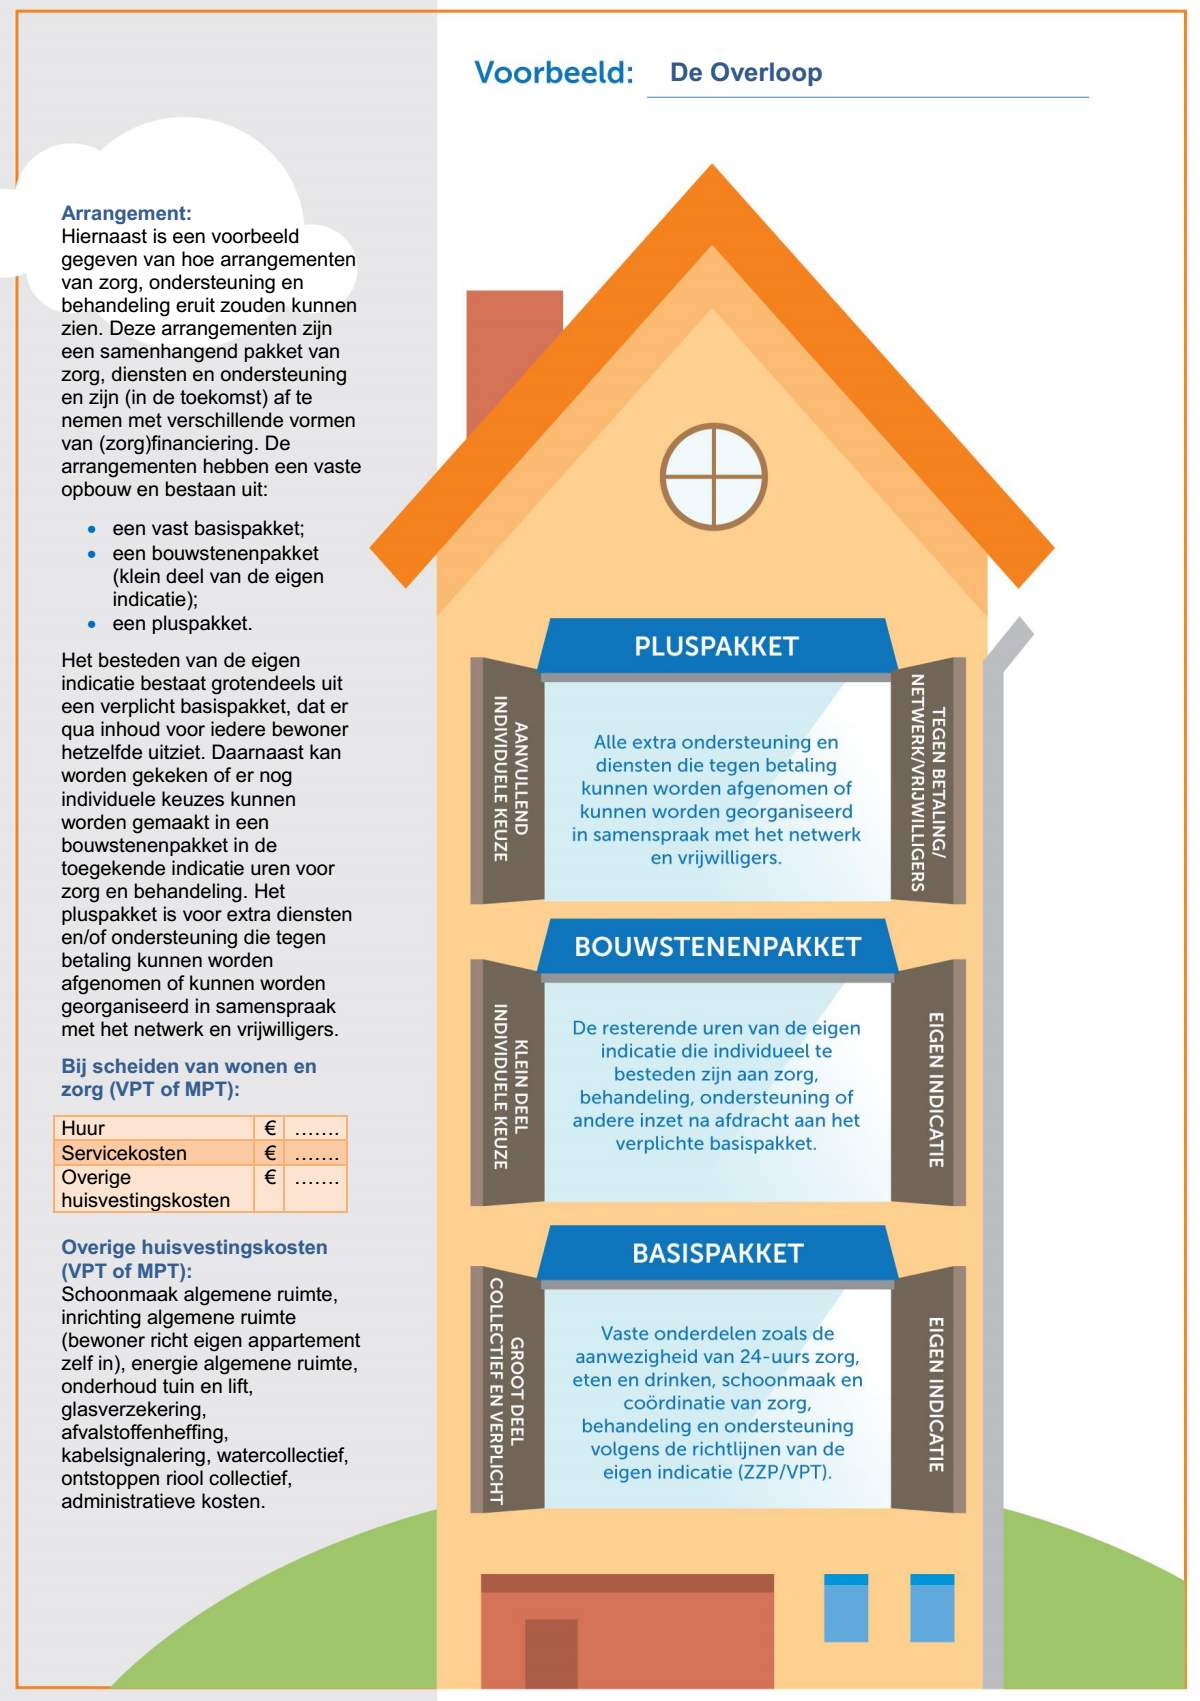 Voorbeeld: De Overloop
Arrangement:
Hiernaast is een voorbeeld
gegeven van hoe arrangementen
van zorg, ondersteuning en
behandeling eruit zouden kunnen
zien. Deze arrangementen zijn
een samenhangend pakket van
zorg, diensten en ondersteuning
en zijn (in de toekomst) af te
nemen met verschillende vormen
van (zorg)financiering. De
arrangementen hebben een vaste
opbouw en bestaan uit:
• een vast basispakket;
• een bouwstenenpakket
(klein deel van de eigen
indicatie);
• een pluspakket.
Het besteden van de eigen
indicatie bestaat grotendeels uit
een verplicht basispakket, dat er
qua inhoud voor iedere bewoner
hetzelfde uitziet. Daarnaast kan
worden gekeken of er nog
individuele keuzes kunnen
worden gemaakt in een
bouwstenenpakket in de
toegekende indicatie uren voor
zorg en behandeling. Het
pluspakket is voor extra diensten
en/of ondersteuning die tegen
betaling kunnen worden
afgenomen of kunnen worden
georganiseerd in samenspraak
met het netwerk en vrijwilligers.
Bij scheiden van wonen en
zorg (VPT of MPT):
Huur € .......
Servicekosten € .......
Overige € .......
huisvestingskosten
Overige huisvestingskosten
(VPT of MPT):
Schoonmaak algemene ruimte,
inrichting algemene ruimte
(bewoner richt eigen appartement
zelf in), energie algemene ruimte,
onderhoud tuin en lift,
glasverzekering,
afvalstoffenheffing,
kabelsignalering, watercollectief,
ontstoppen riool collectief,
administratieve kosten.
PLUSPAKKET
AANVULLEND
INDIVIDUELE KEUZE
Alle extra ondersteuning en
diensten die tegen betaling
kunnen worden afgenomen of
kunnen worden georganiseerd
in samenspraak met het netwerk
en vrijwilligers.
TEGEN BETALING/
NETWERK/VRIJWILLIGERS
BOUWSTENENPAKKET
KLEIN DEEL
INDIVIDUELE KEUZE
De resterende uren van de eigen
indicatie die individueel te
besteden zijn aan zorg,
behandeling, ondersteuning of
andere inzet na afdracht aan het
verplichte basispakket.
EIGEN INDICATIE
BASISPAKKET
GROOT DEEL
COLLECTIEF EN VERPLICHT
Vaste onderdelen zoals de
aanwezigheid van 24-uurs zorg,
eten en drinken, schoonmaak en
coördinatie van zorg,
behandeling en ondersteuning
volgens de richtlijnen van de
eigen indicatie (ZZP/VPT).
EIGEN INDICATIE